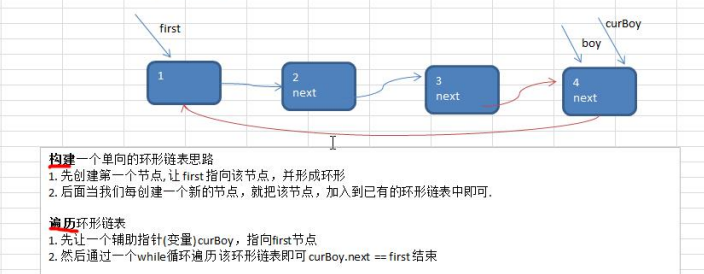 first
curBoy
boy
1
2
next
3
next
4
next
构建一个单向的环形链表思路
1. 先创建第一个节点, 让 first 指向该节点，并形成环形
2. 后面当我们每创建一个新的节点，就把该节点，加入到已有的环形链表中即可.
遍历环形链表
1. 先让一个辅助指针(变量) curBoy，指向first节点
2. 然后通过一个while循环遍历 该环形链表即可 curBoy.next == first 结束